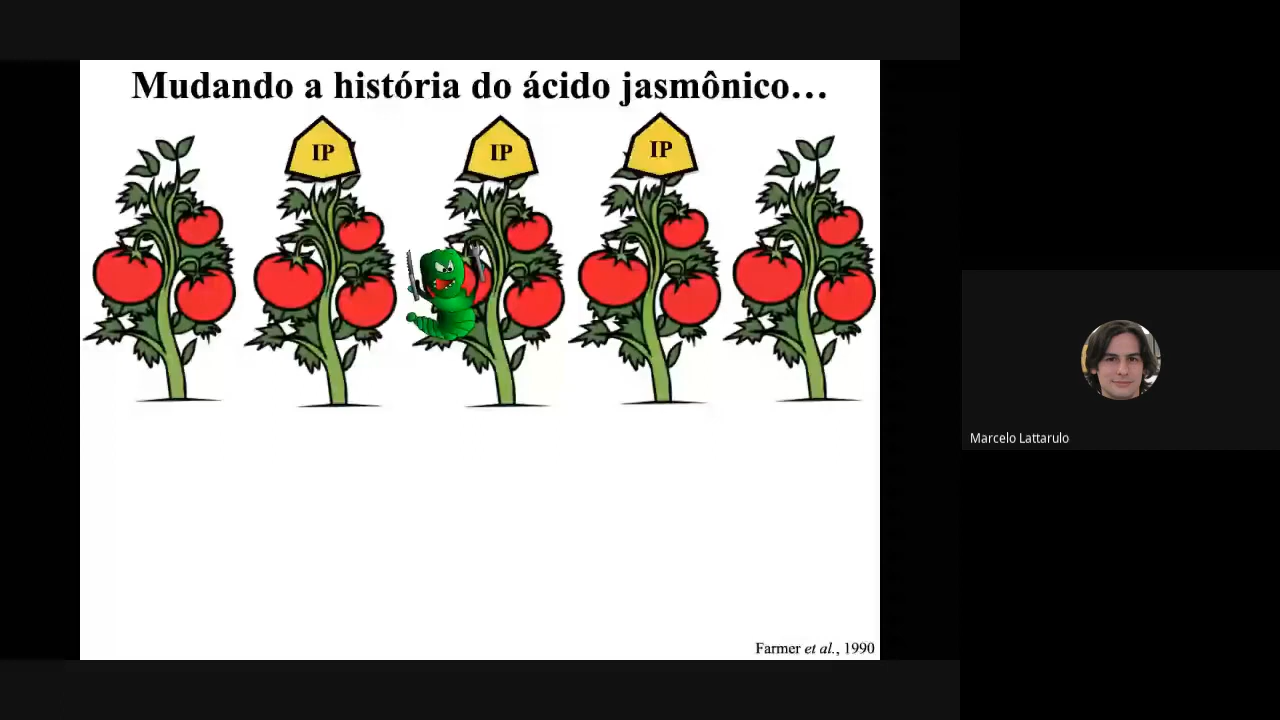 Mudando a história do ácido jasmônico…
IP
IP
IP
Marcelo Lattarulo
Farmer et al., 1990